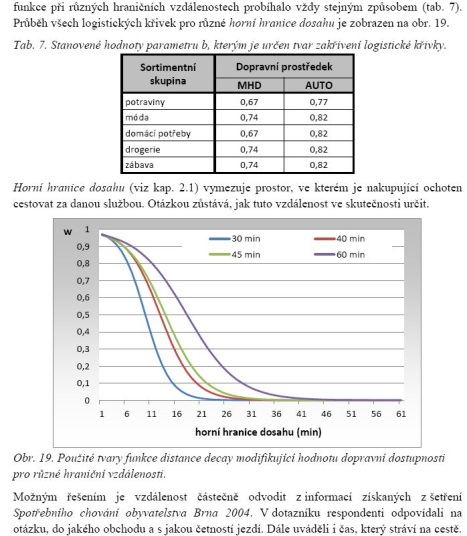 funkce při různých hraničních vzdálenostech probíhalo vždy stejným způsobem (tab. 7).
Průběh všech logistických křivek pro různé horní hranice dosahu je zobrazen na obr. 19.
Tab. 7. Stanovené hodnoty parametru b, kterým je určen tvar zakřivení logistické křivky.
Sortimentní skupina Dopravní prostředek
MHD AUTO
potraviny 0,67 0,77
móda 0,74 0,82
domácí potřeby 0,67 0,82
drogerie 0,74 0,82
zábava 0,74 0,82
Horní hranice dosahu (viz kap. 2.1) vymezuje prostor, ve kterém je nakupující ochoten
cestovat za danou službou. Otázkou zůstává, jak tuto vzdálenost ve skutečnosti určit.
w
30 min 40 min
45 min 60 min
1
0,9
0,8
0,7
0,6
0,5
0,4
0,3
0,2
0,1
0
1 6 11 16 21 26 31 36 41 46 51 56 61
horní hranice dosahu (min)
Obr. 19. Použité tvary funkce distance decay modifikující hodnotu dopravní dostupnosti
pro různé hraniční vzdálenosti.
Možným řešením je vzdálenost částečně odvodit z informací získaných z šetření
Spotřebního chování obyvatelstva Brna 2004. V dotazníku respondenti odpovídali na
otázku, do jakého obchodu a s jakou četností jezdí. Dále uváděli i čas, který stráví na cestě.